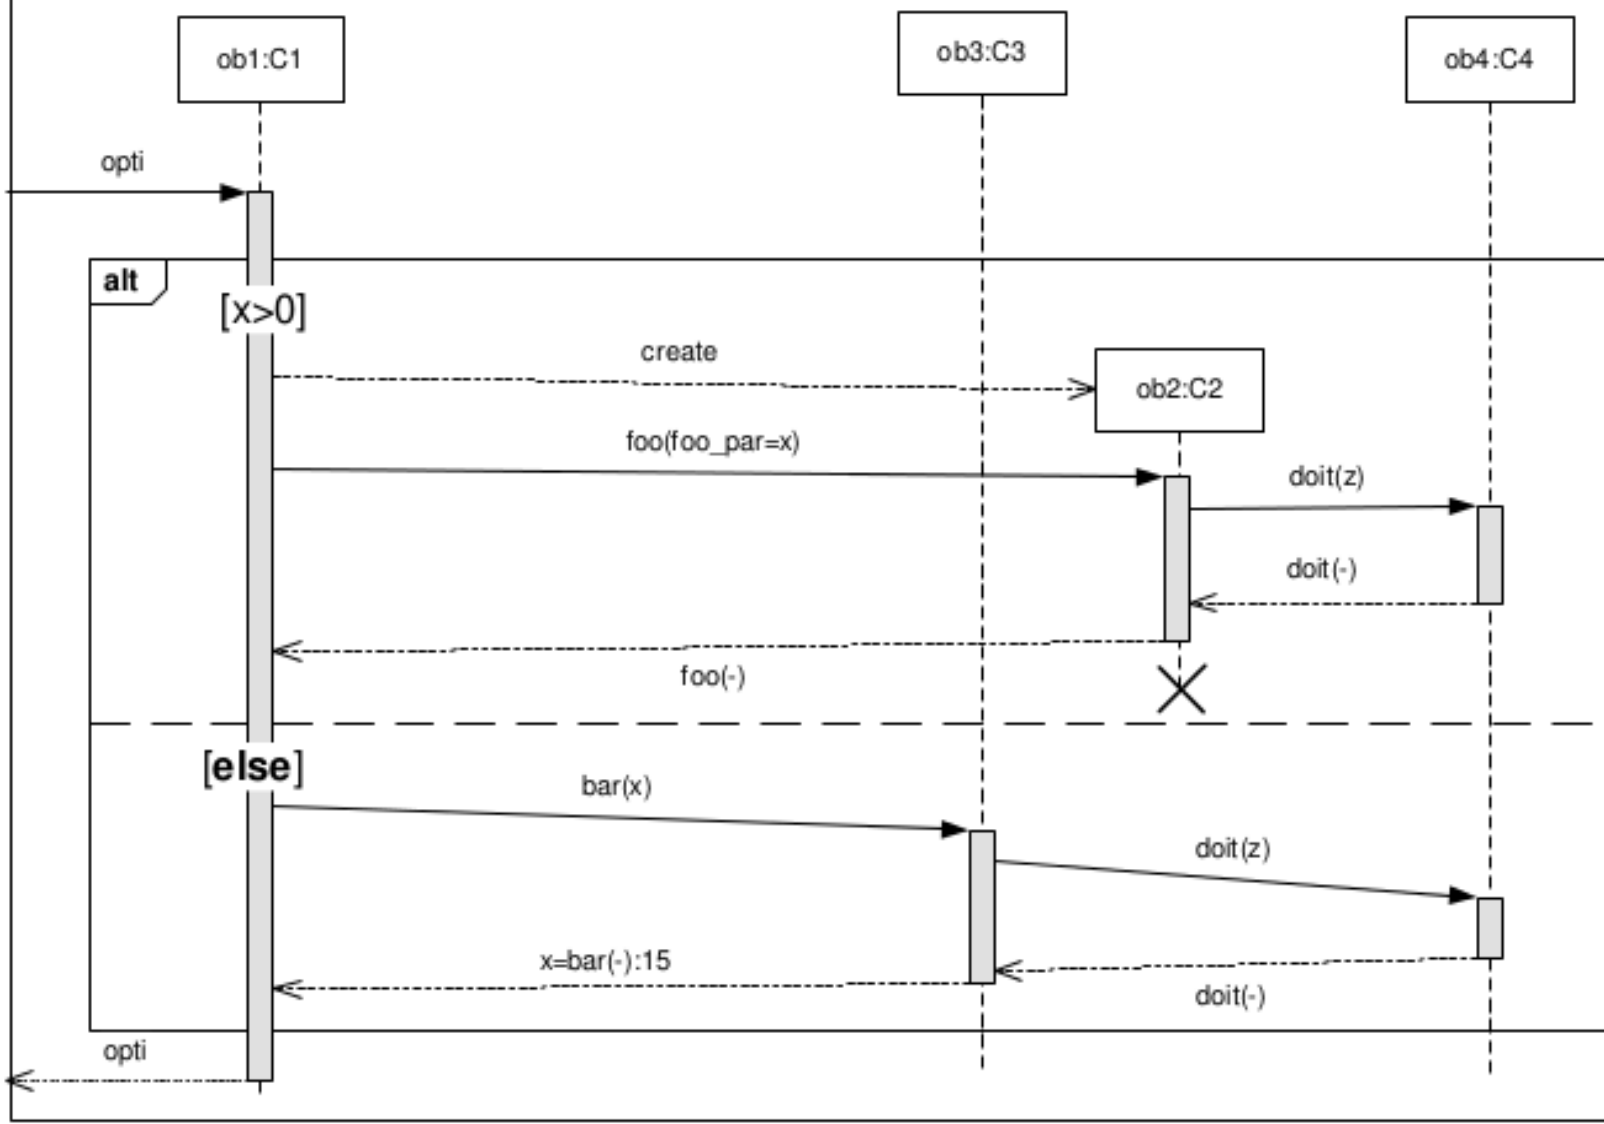 ob1:C1
ob3:C3
ob4:C4
opti
alt
[x>0]
create
ob2:C2
foo(foo_par=x)
doit(z)
doit(-)
foo(-)
[else]
bar(x)
doit(z)
x=bar(-):15
doit(-)
opti